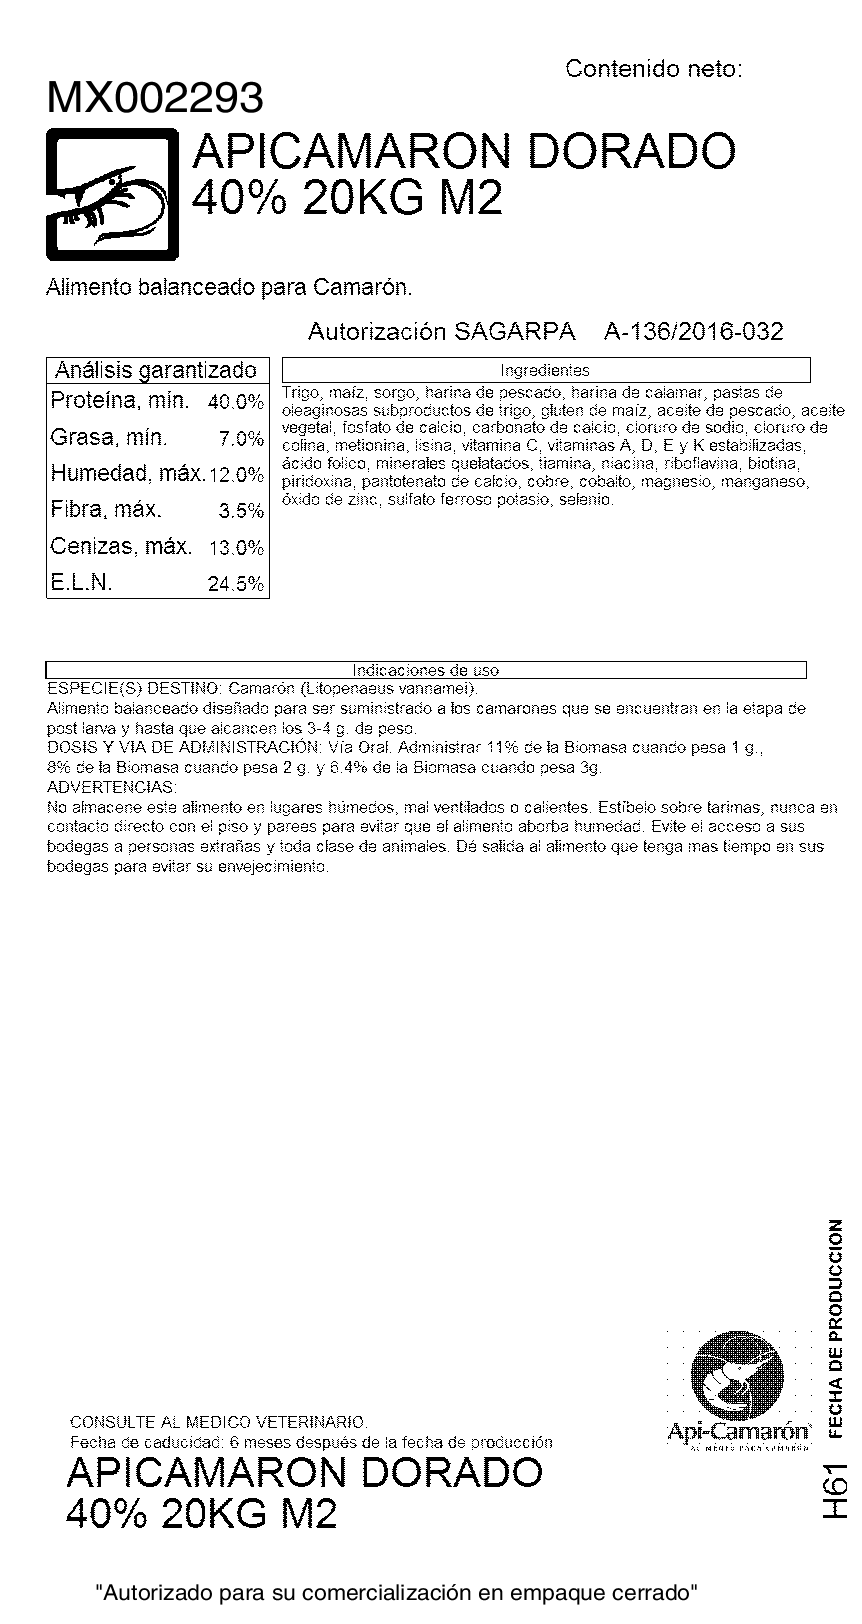 Contenido neto:
MX002293
APICAMARON DORADO
40% 20KG M2
Alimento balanceado para Camarón.
Autorización SAGARPA A-136/2016-032
Análisis garantizado
Proteína, mín. 40.0%
Grasa, mín. 7.0%
Humedad, máx. 12.0%
Fibra, máx. 3.5%
Cenizas, máx. 13.0%
E.L.N. 24.5%
Ingredientes
Trigo, maíz, sorgo, harina de pescado, harina de calamar, pastas de
oleaginosas subproductos de trigo, gluten de maíz, aceite de pescado, aceite
vegetal, fosfato de calcio, carbonato de calcio, cloruro de sodio, cloruro de
colina, metionina, lisina, vitamina C, vitaminas A, D, E y K estabilizadas,
ácido folico, minerales quelatados, tiamina, niacina, riboflavina, biotina,
piridoxina, pantotenato de calcio, cobre, cobalto, magnesio, manganeso,
óxido de zinc, sulfato ferroso potasio, selenio.
Indicaciones de uso
ESPECIE(S) DESTINO: Camarón (Litopenaeus vannamei).
Alimento balanceado diseñado para ser suministrado a los camarones que se encuentran en la etapa de
post larva y hasta que alcancen los 3-4 g. de peso.
DOSIS Y VIA DE ADMINISTRACIÓN: Vía Oral. Administrar 11% de la Biomasa cuando pesa 1 g.,
8% de la Biomasa cuando pesa 2 g. y 6.4% de la Biomasa cuando pesa 3g.
ADVERTENCIAS:
No almacene este alimento en lugares húmedos, mal ventilados o calientes. Estíbelo sobre tarimas, nunca en
contacto directo con el piso y parees para evitar que el alimento aborba humedad. Evite el acceso a sus
bodegas a personas extrañas y toda clase de animales. Dé salida al alimento que tenga mas tiempo en sus
bodegas para evitar su envejecimiento.
FECHA DE PRODUCCION
H61
Api-Camarón®
ALIMENTO PARA CAMARÓN
CONSULTE AL MEDICO VETERINARIO.
Fecha de caducidad: 6 meses después de la fecha de producción
APICAMARON DORADO
40% 20KG M2
"Autorizado para su comercialización en empaque cerrado"